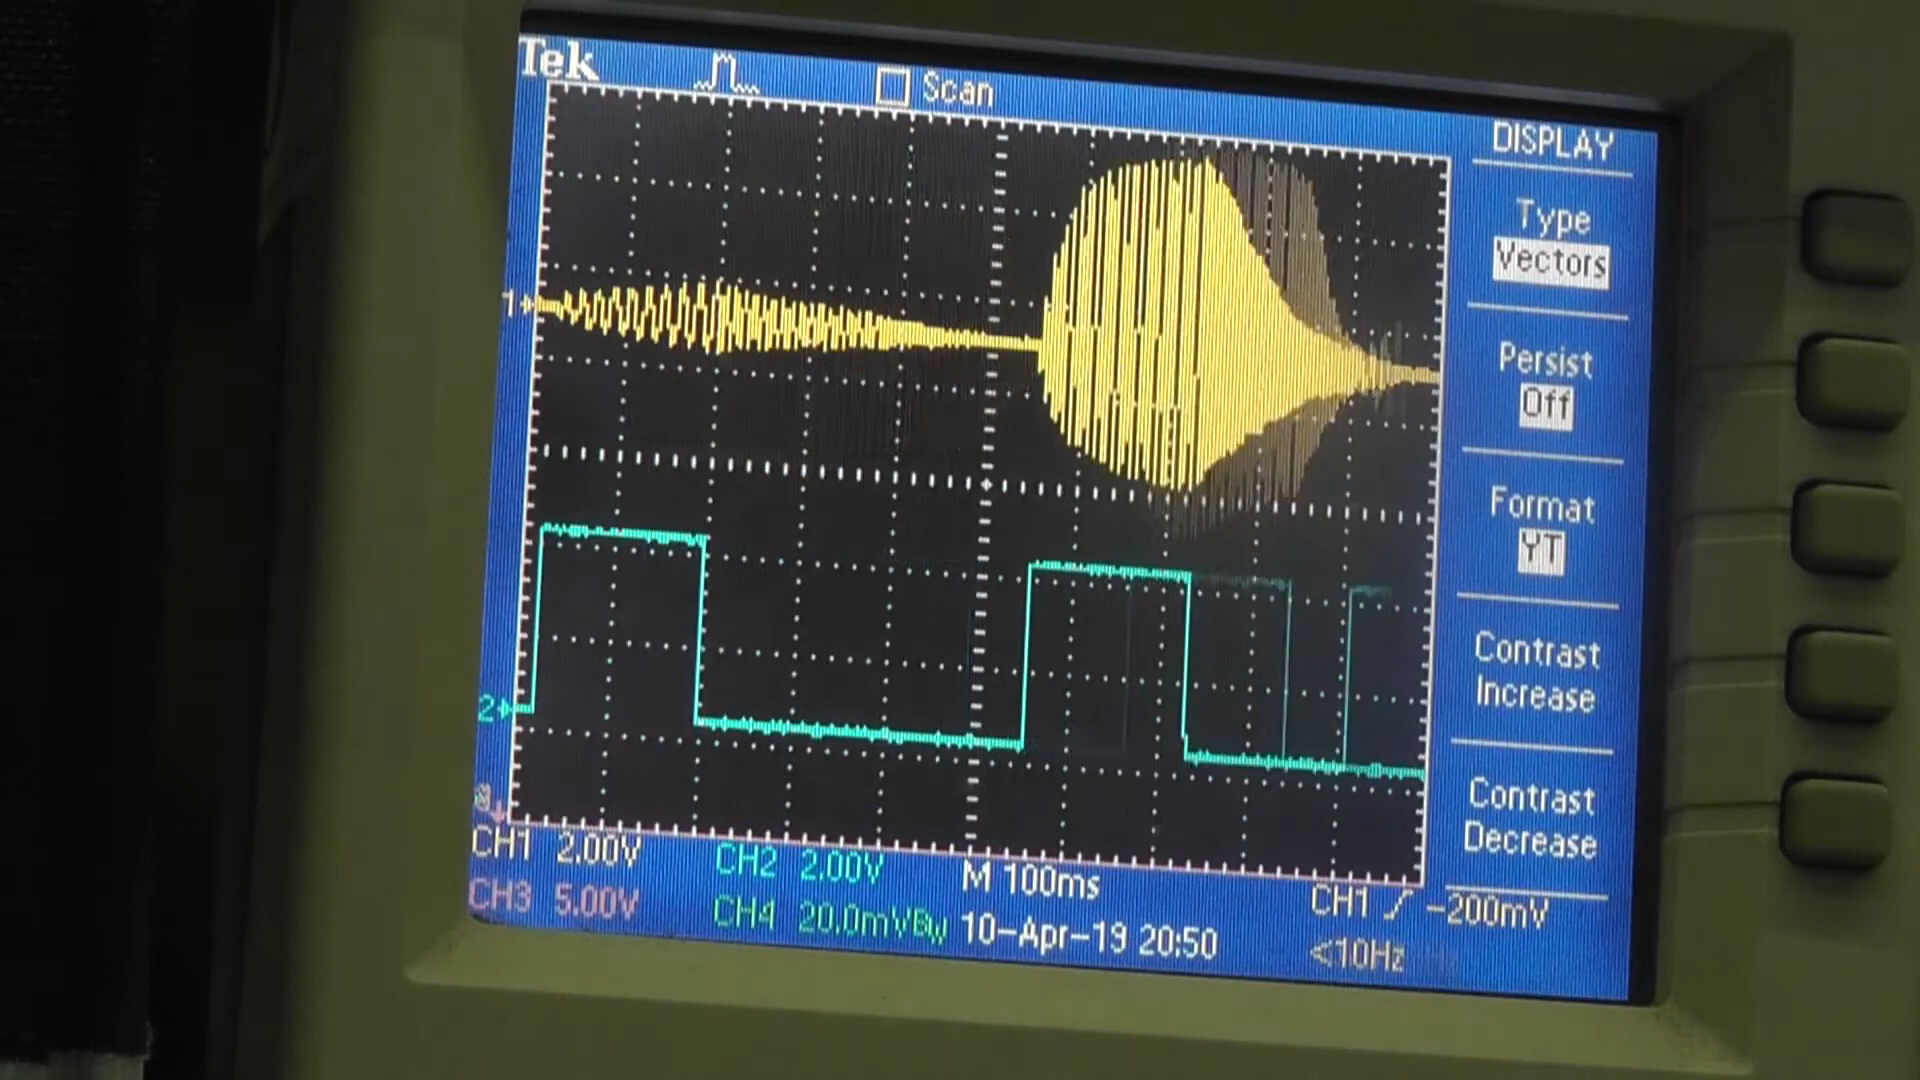 Tek
Scan
DISPLAY
Type
Vectors
Persist
Off
Format
YT
Contrast
Increase
Contrast
Decrease
1
2
CH1 2.00V CH2 2.00V M 100ms CH1 -200mV
CH3 5.00V CH4 20.0mVBW 10-Apr-19 20:50 <10Hz